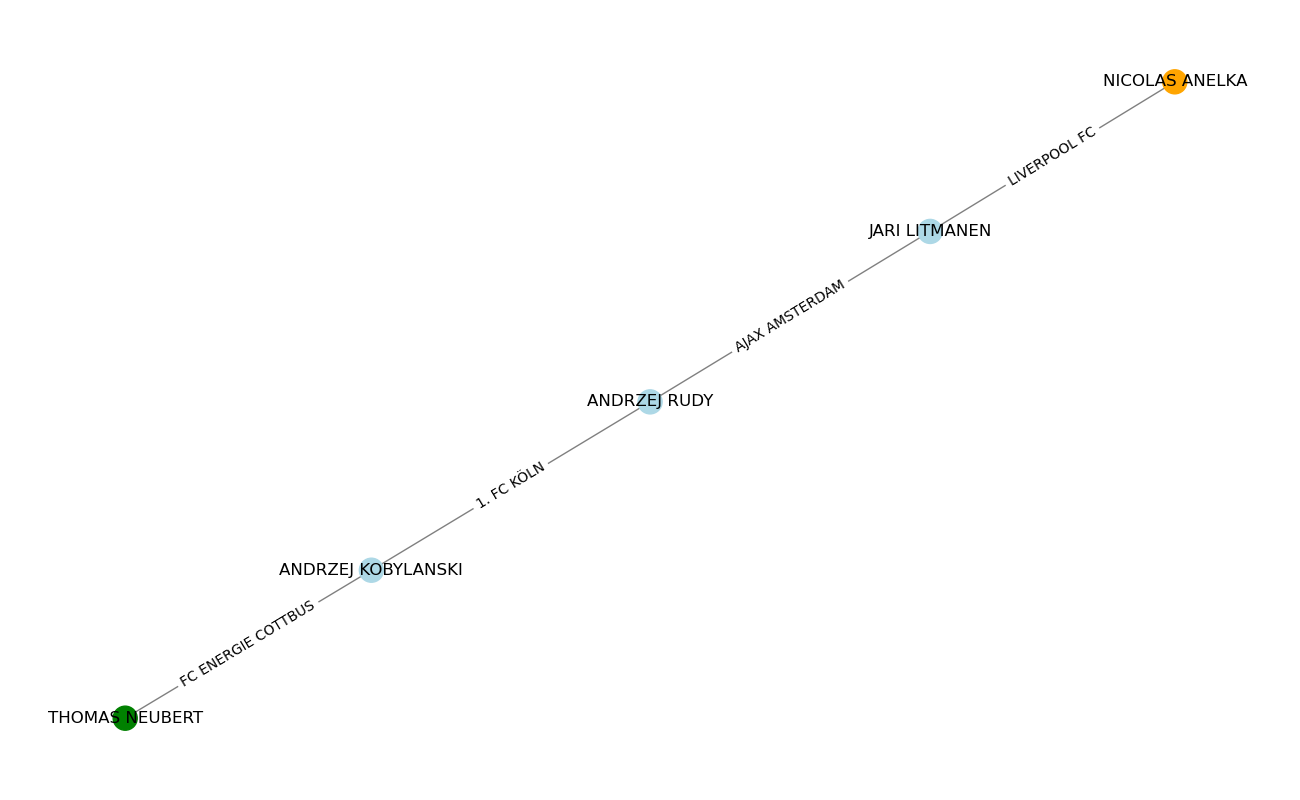 NICOLAS ANELKA
LIVERPOOL FC
JARI LITMANEN
AJAX AMSTERDAM
ANDRZEJ RUDY
1. FC KÖLN
ANDRZEJ KOBYLANSKI
FC ENERGIE COTTBUS
THOMAS NEUBERT